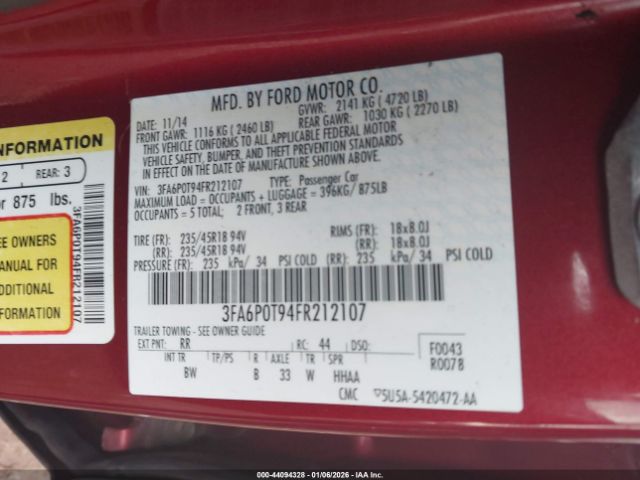 INFORMATION
2 REAR: 3
or 875 lbs.
EE OWNERS
ANUAL FOR
DDITIONAL
FORMATION
3FA6P0T94FR212107
MFD. BY FORD MOTOR CO.
DATE: 11/14 GVWR: 2141 KG ( 4720 LB)
FRONT GAWR: 1116 KG ( 2460 LB) REAR GAWR: 1030 KG ( 2270 LB)
THIS VEHICLE CONFORMS TO ALL APPLICABLE FEDERAL MOTOR
VEHICLE SAFETY, BUMPER, AND THEFT PREVENTION STANDARDS
IN EFFECT ON THE DATE OF MANUFACTURE SHOWN ABOVE.
VIN: 3FA6P0T94FR212107 TYPE: Passenger Car
MAXIMUM LOAD = OCCUPANTS + LUGGAGE = 396KG/ 875LB
OCCUPANTS = 5 TOTAL; 2 FRONT, 3 REAR
TIRE (FR): 235/45R18 94V RIMS (FR): 18x8.0J
(RR): 235/45R18 94V (RR): 18x8.0J
PRESSURE (FR): 235 kPa/ 34 PSI COLD (RR): 235 kPa/ 34 PSI COLD
3FA6P0T94FR212107
TRAILER TOWING - SEE OWNER GUIDE
EXT PNT: RR RC: 44 DSO: F0043
INT TR TP/PS R AXLE TR SPR R0078
BW B 33 W HHAA
CMC 5U5A-5420472-AA
000-44094328 - 01/06/2026 - IAA Inc.